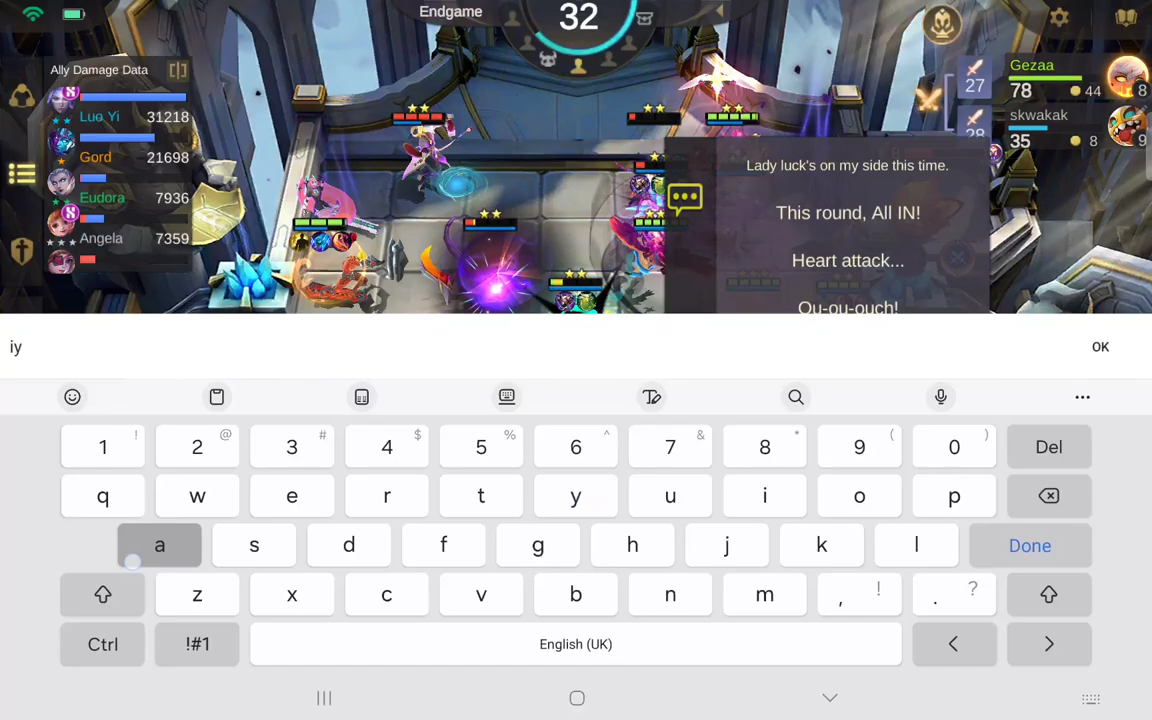 Endgame
32
Ally Damage Data
Luo Yi 31218
Gord 21698
Eudora 7936
Angela 7359
27
28
Gezaa
78 44 8
skwakak
35 8 9
Lady luck's on my side this time.
This round, All IN!
Heart attack...
Ou-ou-ouch!
iy
OK
1 ! 2 @ 3 # 4 $ 5 % 6 ^ 7 & 8 * 9 ( 0 ) Del
q w e r t y u i o p
a s d f g h j k l Done
z x c v b n m , ! . ?
Ctrl !#1 English (UK) < >